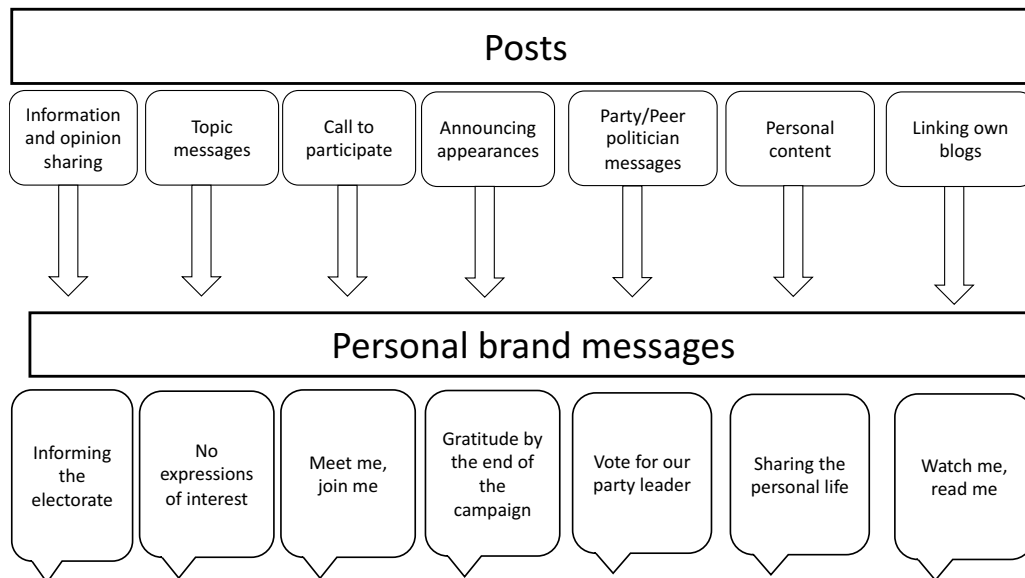 Posts
Information
and opinion
sharing
Topic
messages
Call to
participate
Announcing
appearances
Party/Peer
politician
messages
Personal
content
Linking own
blogs
Personal brand messages
Informing
the
electorate
No
expressions
of interest
Meet me,
join me
Gratitude by
the end of
the
campaign
Vote for our
party leader
Sharing the
personal life
Watch me,
read me